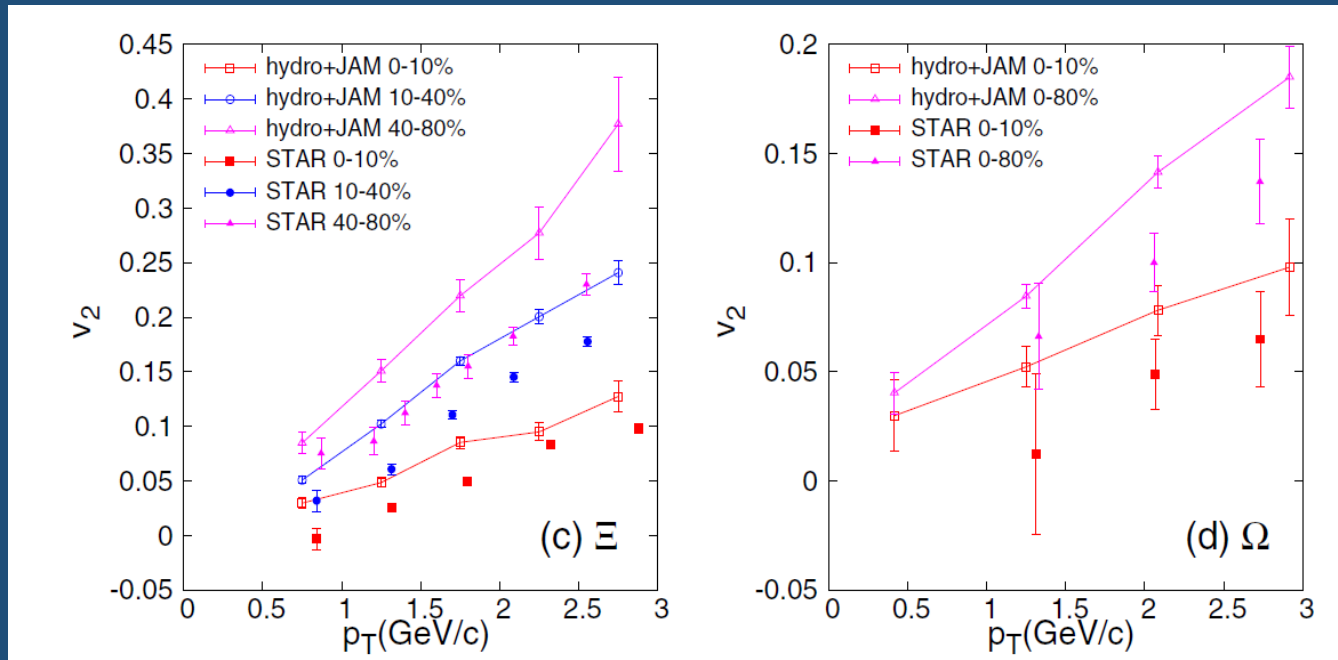 0.45
0.4
0.35
0.3
0.25
0.2
0.15
0.1
0.05
0
-0.05
v2
hydro+JAM 0-10%
hydro+JAM 10-40%
hydro+JAM 40-80%
STAR 0-10%
STAR 10-40%
STAR 40-80%
(c) Ξ
0 0.5 1 1.5 2 2.5 3
pT(GeV/c)
0.2
0.15
0.1
0.05
0
-0.05
v2
hydro+JAM 0-10%
hydro+JAM 0-80%
STAR 0-10%
STAR 0-80%
(d) Ω
0 0.5 1 1.5 2 2.5 3
pT(GeV/c)